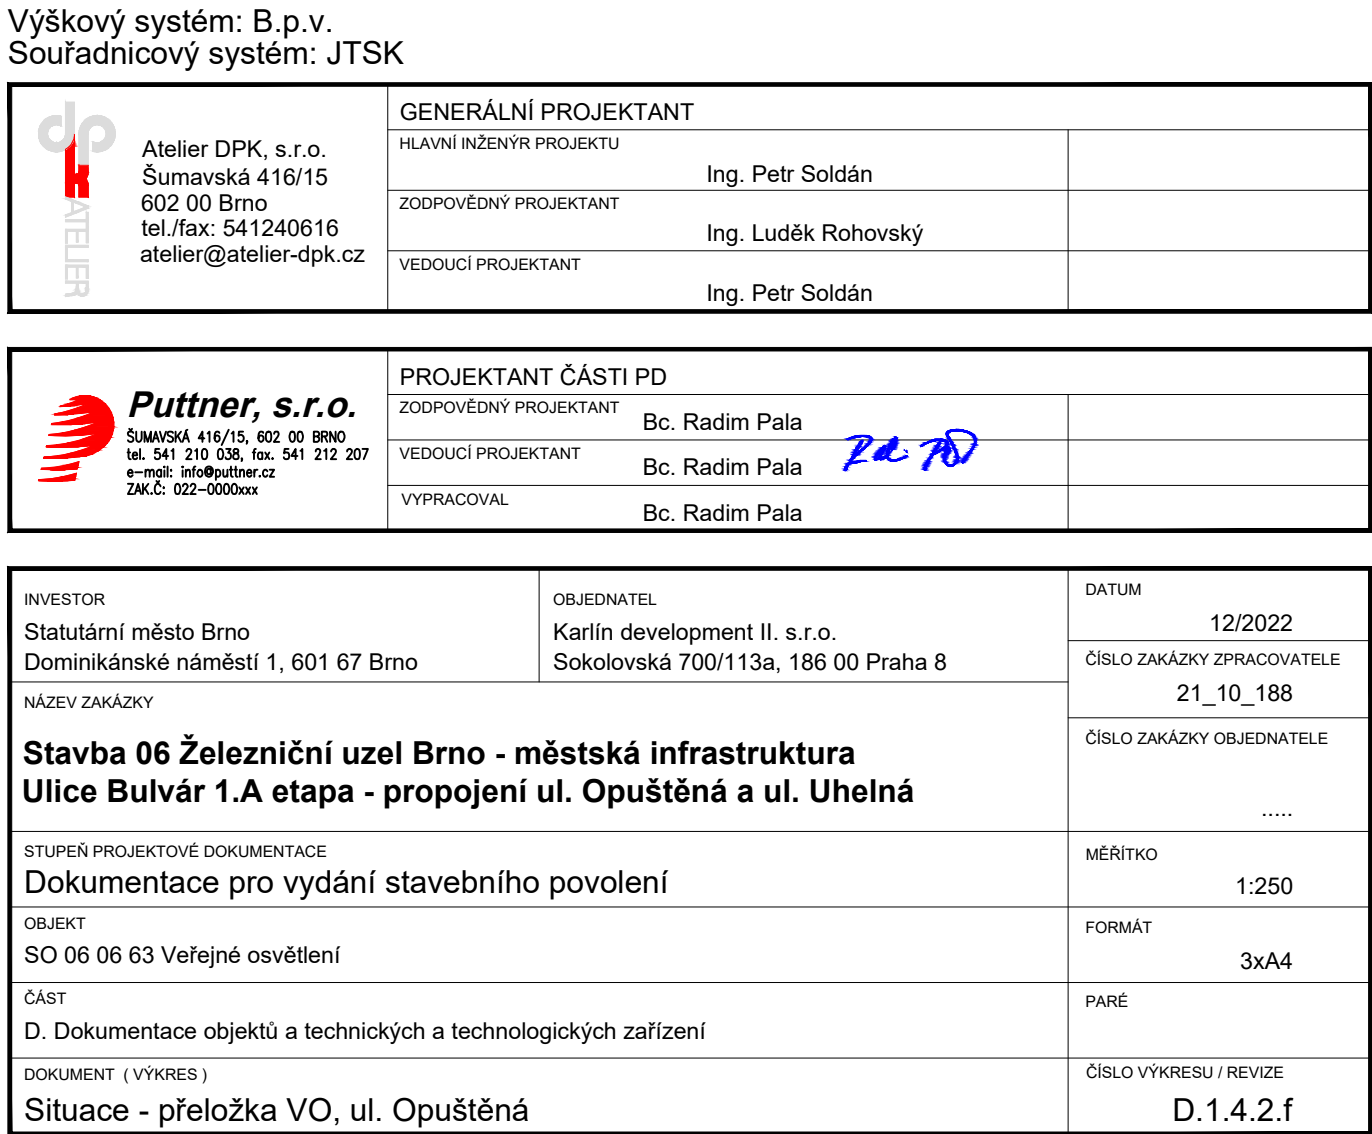 Výškový systém: B.p.v.
Souřadnicový systém: JTSK
dpk ATELIER
Atelier DPK, s.r.o.
Šumavská 416/15
602 00 Brno
tel./fax: 541240616
atelier@atelier-dpk.cz
GENERÁLNÍ PROJEKTANT
HLAVNÍ INŽENÝR PROJEKTU
Ing. Petr Soldán
ZODPOVĚDNÝ PROJEKTANT
Ing. Luděk Rohovský
VEDOUCÍ PROJEKTANT
Ing. Petr Soldán
Puttner, s.r.o.
ŠUMAVSKÁ 416/15, 602 00 BRNO
tel. 541 210 038, fax. 541 212 207
e-mail: info@puttner.cz
ZAK.Č: 022-0000xxx
PROJEKTANT ČÁSTI PD
ZODPOVĚDNÝ PROJEKTANT
Bc. Radim Pala
VEDOUCÍ PROJEKTANT
Bc. Radim Pala
VYPRACOVAL
Bc. Radim Pala
INVESTOR
Statutární město Brno
Dominikánské náměstí 1, 601 67 Brno
OBJEDNATEL
Karlín development II. s.r.o.
Sokolovská 700/113a, 186 00 Praha 8
DATUM
12/2022
ČÍSLO ZAKÁZKY ZPRACOVATELE
21_10_188
NÁZEV ZAKÁZKY
Stavba 06 Železniční uzel Brno - městská infrastruktura
Ulice Bulvár 1.A etapa - propojení ul. Opuštěná a ul. Uhelná
ČÍSLO ZAKÁZKY OBJEDNATELE
.....
STUPEŇ PROJEKTOVÉ DOKUMENTACE
Dokumentace pro vydání stavebního povolení
MĚŘÍTKO
1:250
OBJEKT
SO 06 06 63 Veřejné osvětlení
FORMÁT
3xA4
ČÁST
D. Dokumentace objektů a technických a technologických zařízení
PARÉ
DOKUMENT ( VÝKRES )
Situace - přeložka VO, ul. Opuštěná
ČÍSLO VÝKRESU / REVIZE
D.1.4.2.f